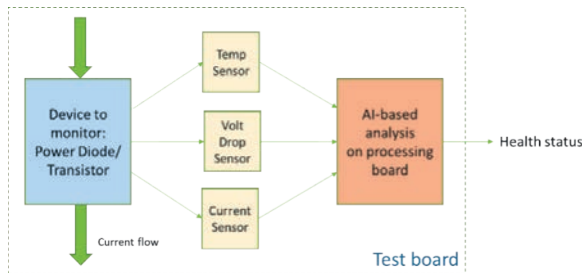 Device to
monitor:
Power Diode/
Transistor
Temp
Sensor
Volt
Drop
Sensor
Current
Sensor
AI-based
analysis
on processing
board
Health status
Current flow
Test board